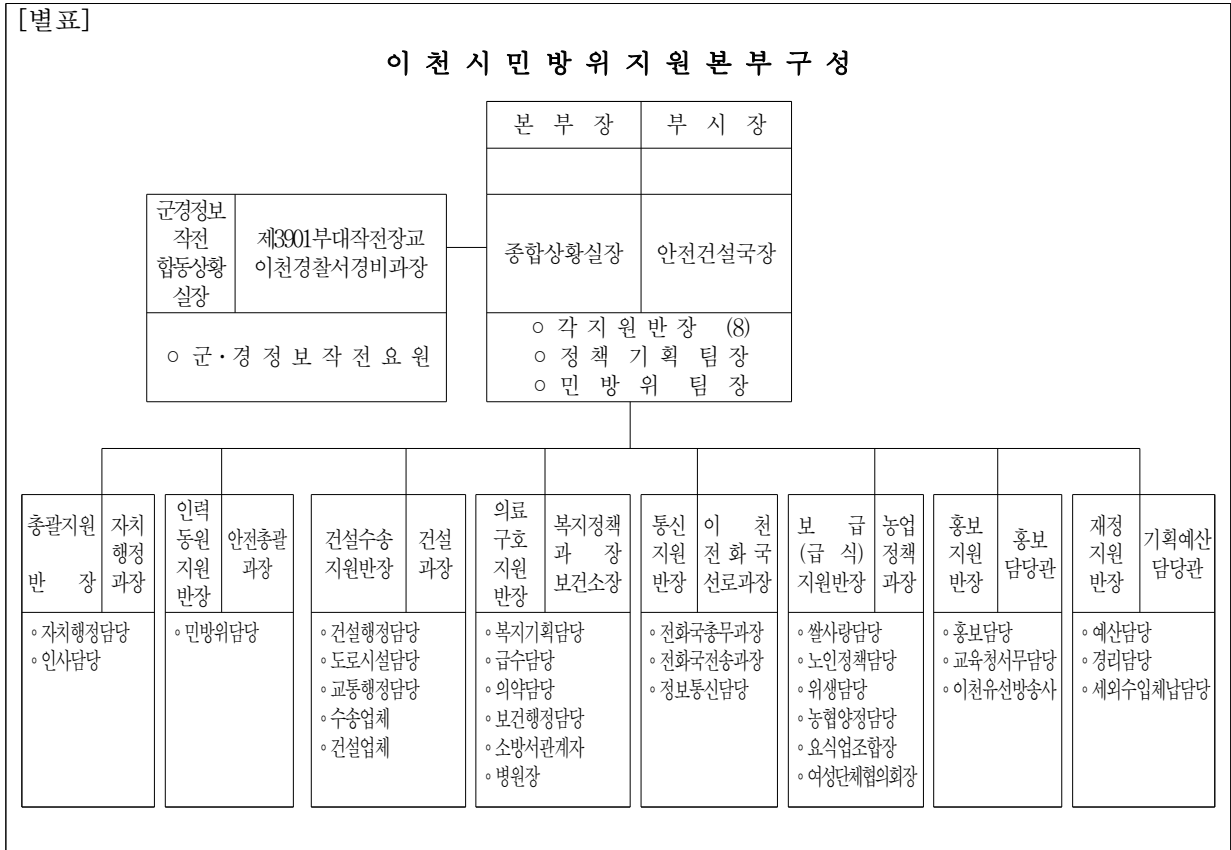 [별표]
이 천 시 민 방 위 지 원 본 부 구 성
본 부 장
부 시 장
군경정보
작전
합동상황
실장
제3901부대작전장교
이천경찰서경비과장
종합상황실장
안전건설국장
○ 군·경 정 보 작 전 요 원
○ 각 지 원 반 장 (8)
○ 정 책 기 획 팀 장
○ 민 방 위 팀 장
총괄지원
반 장
자치
행정
과장
◦자치행정담당
◦인사담당
인력
동원
지원
반장
안전총괄
과장
◦민방위담당
건설수송
지원반장
건설
과장
◦건설행정담당
◦도로시설담당
◦교통행정담당
◦수송업체
◦건설업체
의료
구호
지원
반장
복지정책
과 장
보건소장
◦복지기획담당
◦급수담당
◦의약담당
◦보건행정담당
◦소방서관계자
◦병원장
통신
지원
반장
이 천
전 화 국
선로과장
◦전화국총무과장
◦전화국전송과장
◦정보통신담당
보 급
(급 식)
지원반장
농업
정책
과장
◦쌀사랑담당
◦노인정책담당
◦위생담당
◦농협양정담당
◦요식업조합장
◦여성단체협의회장
홍보
지원
반장
홍보
담당관
◦홍보담당
◦교육청서무담당
◦이천유선방송사
재정
지원
반장
기획예산
담당관
◦예산담당
◦경리담당
◦세외수입체납담당